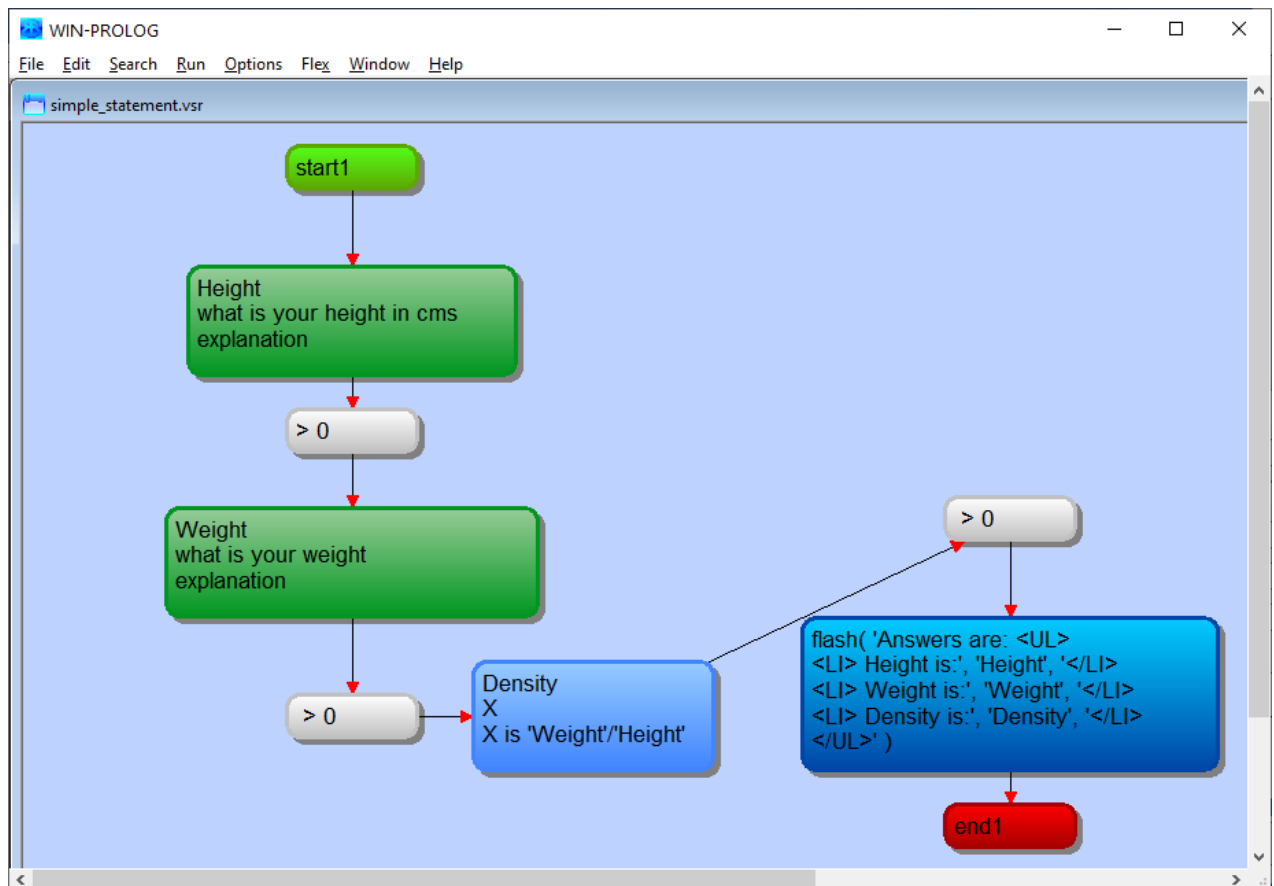 WIN-PROLOG
File Edit Search Run Options Flex Window Help
simple_statement.vsr
start1
Height
what is your height in cms
explanation
> 0
Weight
what is your weight
explanation
> 0
Density
X
X is 'Weight'/'Height'
> 0
flash( 'Answers are: <UL>
<LI> Height is:', 'Height', '</LI>
<LI> Weight is:', 'Weight', '</LI>
<LI> Density is:', 'Density', '</LI>
</UL>' )
end1